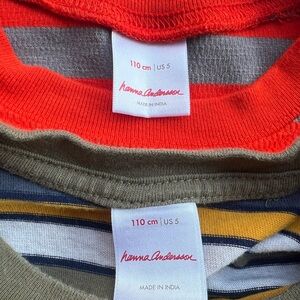 110 cm | US 5
hanna andersson
MADE IN INDIA
110 cm | US 5
hanna andersson
MADE IN INDIA